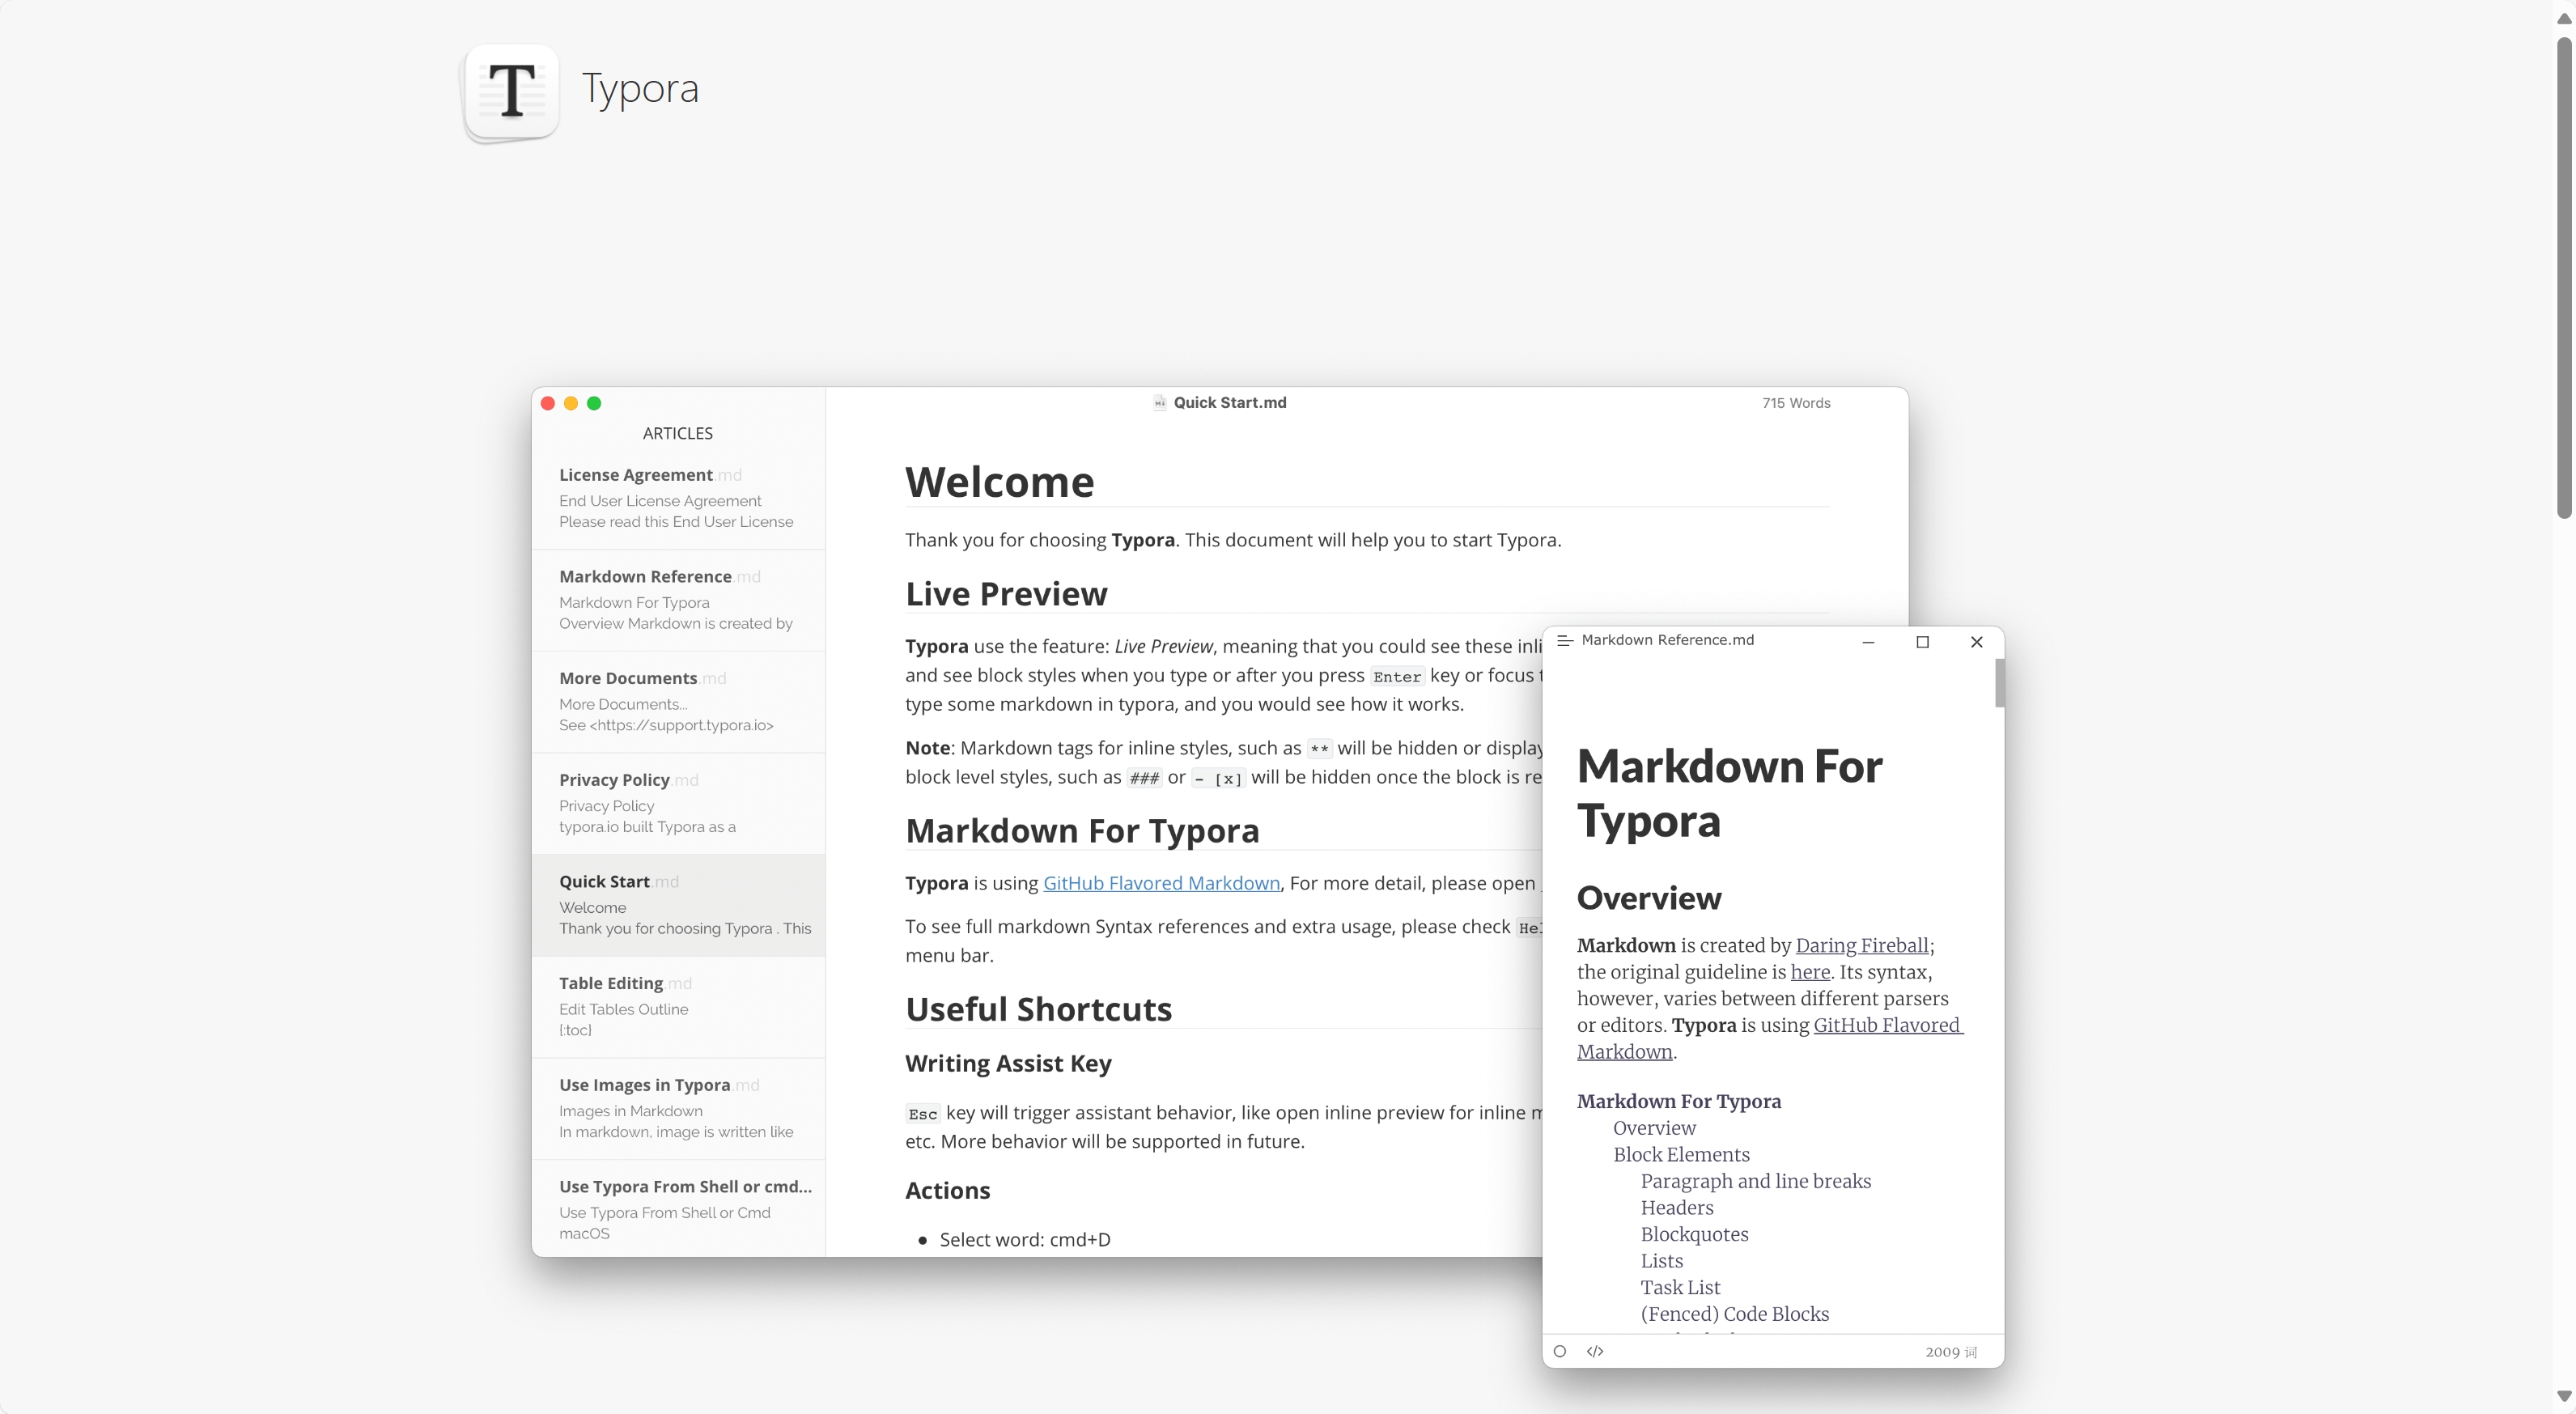 T
Typora
Quick Start.md
715 Words
ARTICLES
License Agreement.md
End User License Agreement
Please read this End User License
Markdown Reference.md
Markdown For Typora
Overview Markdown is created by
More Documents.md
More Documents...
See <https://support.typora.io>
Privacy Policy.md
Privacy Policy
typora.io built Typora as a
Quick Start.md
Welcome
Thank you for choosing Typora . This
Table Editing.md
Edit Tables Outline
[:toc]
Use Images in Typora.md
Images in Markdown
In markdown, image is written like
Use Typora From Shell or cmd...
Use Typora From Shell or Cmd
macOS
Welcome
Thank you for choosing Typora. This document will help you to start Typora.
Live Preview
Typora use the feature: Live Preview, meaning that you could see these
and see block styles when you type or after you press Enter key or focus
type some markdown in typora, and you would see how it works.
Note: Markdown tags for inline styles, such as ** will be hidden or
block level styles, such as ### or - [x] will be hidden once the block is
Markdown For Typora
Typora is using GitHub Flavored Markdown, For more detail, please open
To see full markdown Syntax references and extra usage, please check
menu bar.
Useful Shortcuts
Writing Assist Key
Esc key will trigger assistant behavior, like open inline preview for inline
etc. More behavior will be supported in future.
Actions
● Select word: cmd+D
Markdown Reference.md
Markdown For
Typora
Overview
Markdown is created by Daring Fireball;
the original guideline is here. Its syntax,
however, varies between different parsers
or editors. Typora is using GitHub Flavored
Markdown.
Markdown For Typora
Overview
Block Elements
Paragraph and line breaks
Headers
Blockquotes
Lists
Task List
(Fenced) Code Blocks
</>
2009 词